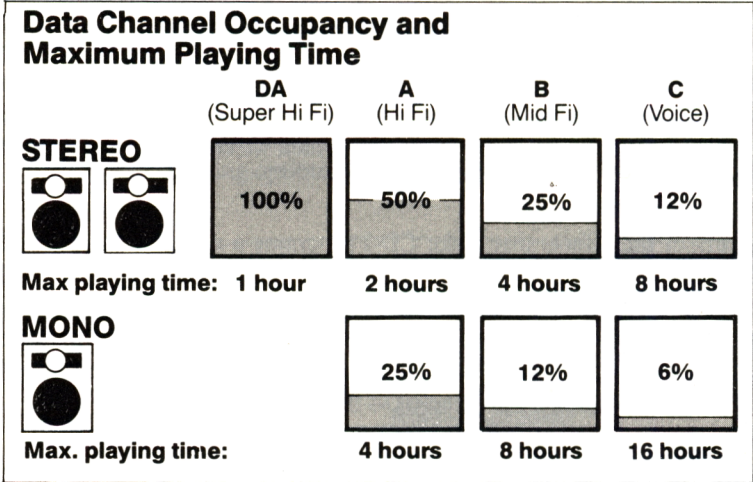 Data Channel Occupancy and
Maximum Playing Time
DA A B C
(Super Hi Fi) (Hi Fi) (Mid Fi) (Voice)
STEREO
100% 50% 25% 12%
Max playing time: 1 hour 2 hours 4 hours 8 hours
MONO
25% 12% 6%
Max. playing time: 4 hours 8 hours 16 hours